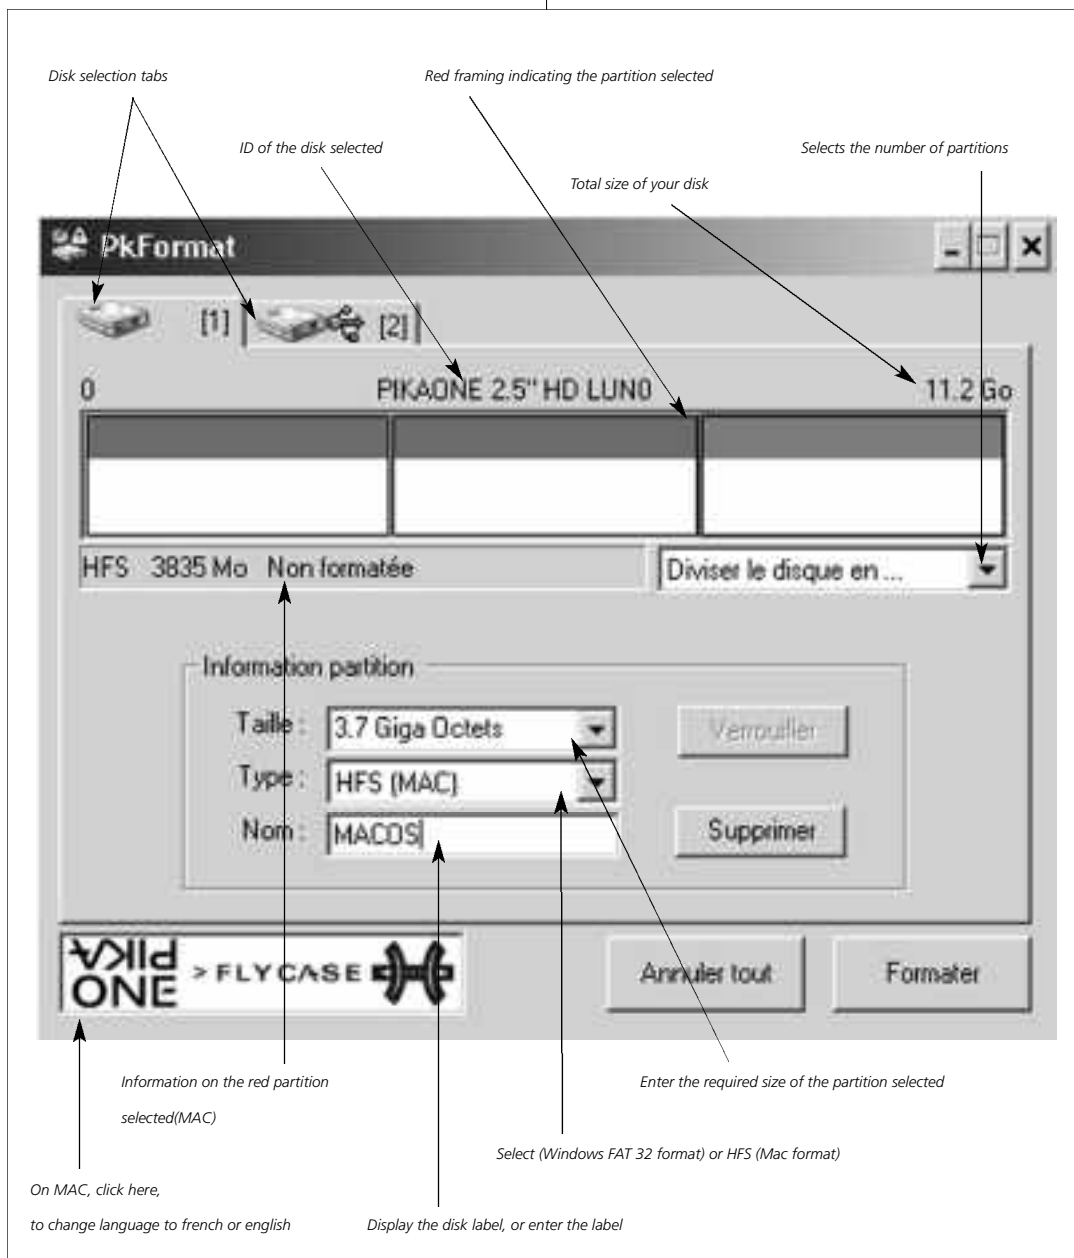 Disk selection tabs
Red framing indicating the partition selected
ID of the disk selected
Selects the number of partitions
Total size of your disk
PkFormat
[1]
[2]
0
PIKAONE 2.5" HD LUN0
11.2 Go
HFS 3835 Mo Non formatée
Diviser le disque en ...
Information partition
Taille :
3.7 Giga Octets
Verrouiller
Type :
HFS (MAC)
Nom :
MACOS
Supprimer
PIKA
ONE
> FLYCASE
Annuler tout
Formater
Information on the red partition
selected(MAC)
Enter the required size of the partition selected
Select (Windows FAT 32 format) or HFS (Mac format)
On MAC, click here,
to change language to french or english
Display the disk label, or enter the label